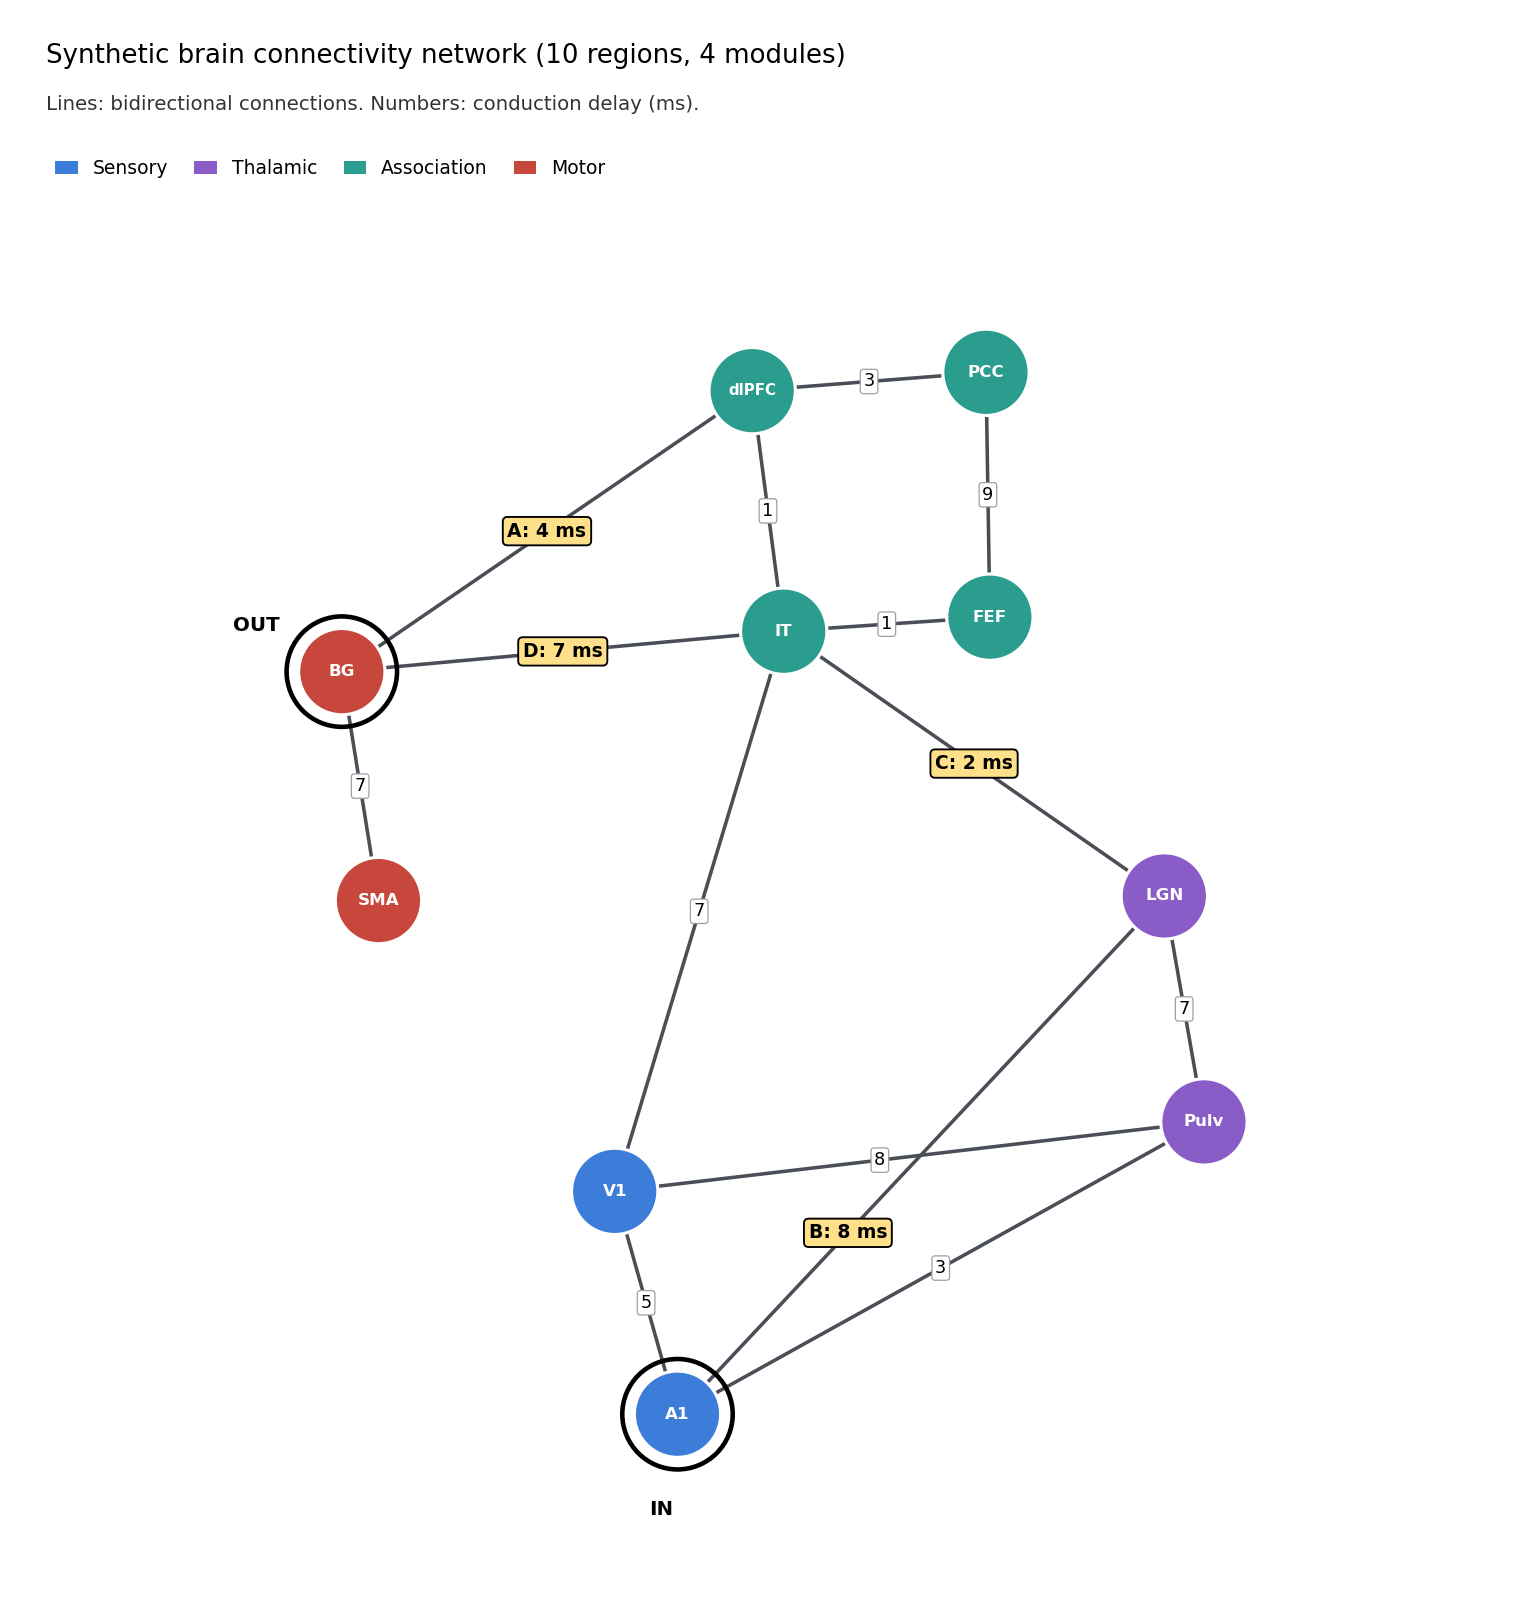 Synthetic brain connectivity network (10 regions, 4 modules)
Lines: bidirectional connections. Numbers: conduction delay (ms).
Sensory Thalamic Association Motor
PCC
dlPFC
3
9
1
A: 4 ms
FEF
OUT
1
IT
D: 7 ms
BG
C: 2 ms
7
LGN
SMA
7
7
Pulv
8
V1
B: 8 ms
3
5
A1
IN